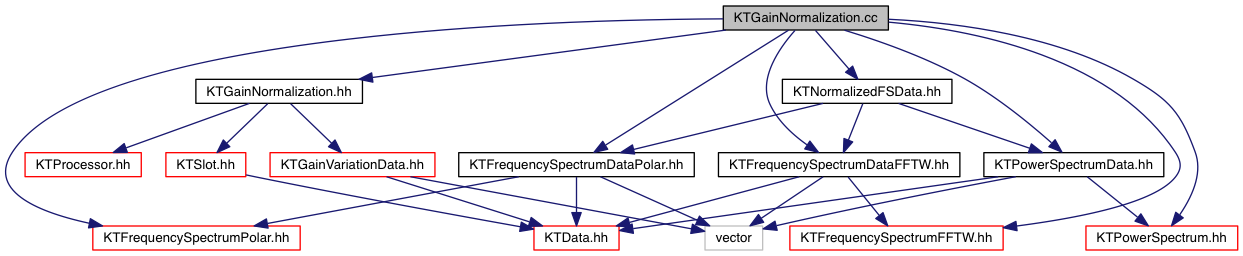 KTGainNormalization.cc
KTGainNormalization.hh
KTNormalizedFSData.hh
KTProcessor.hh
KTSlot.hh
KTGainVariationData.hh
KTFrequencySpectrumDataPolar.hh
KTFrequencySpectrumDataFFTW.hh
KTPowerSpectrumData.hh
KTFrequencySpectrumPolar.hh
KTData.hh
vector
KTFrequencySpectrumFFTW.hh
KTPowerSpectrum.hh